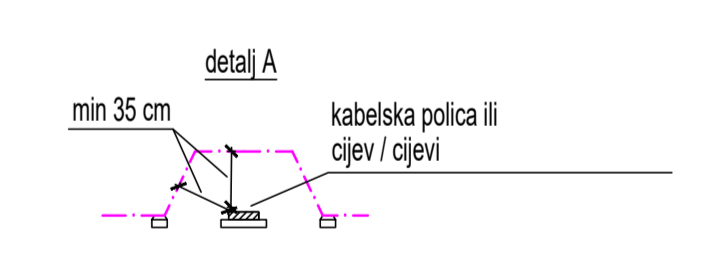 detalj A
min 35 cm
kabelska polica ili
cijev / cijevi